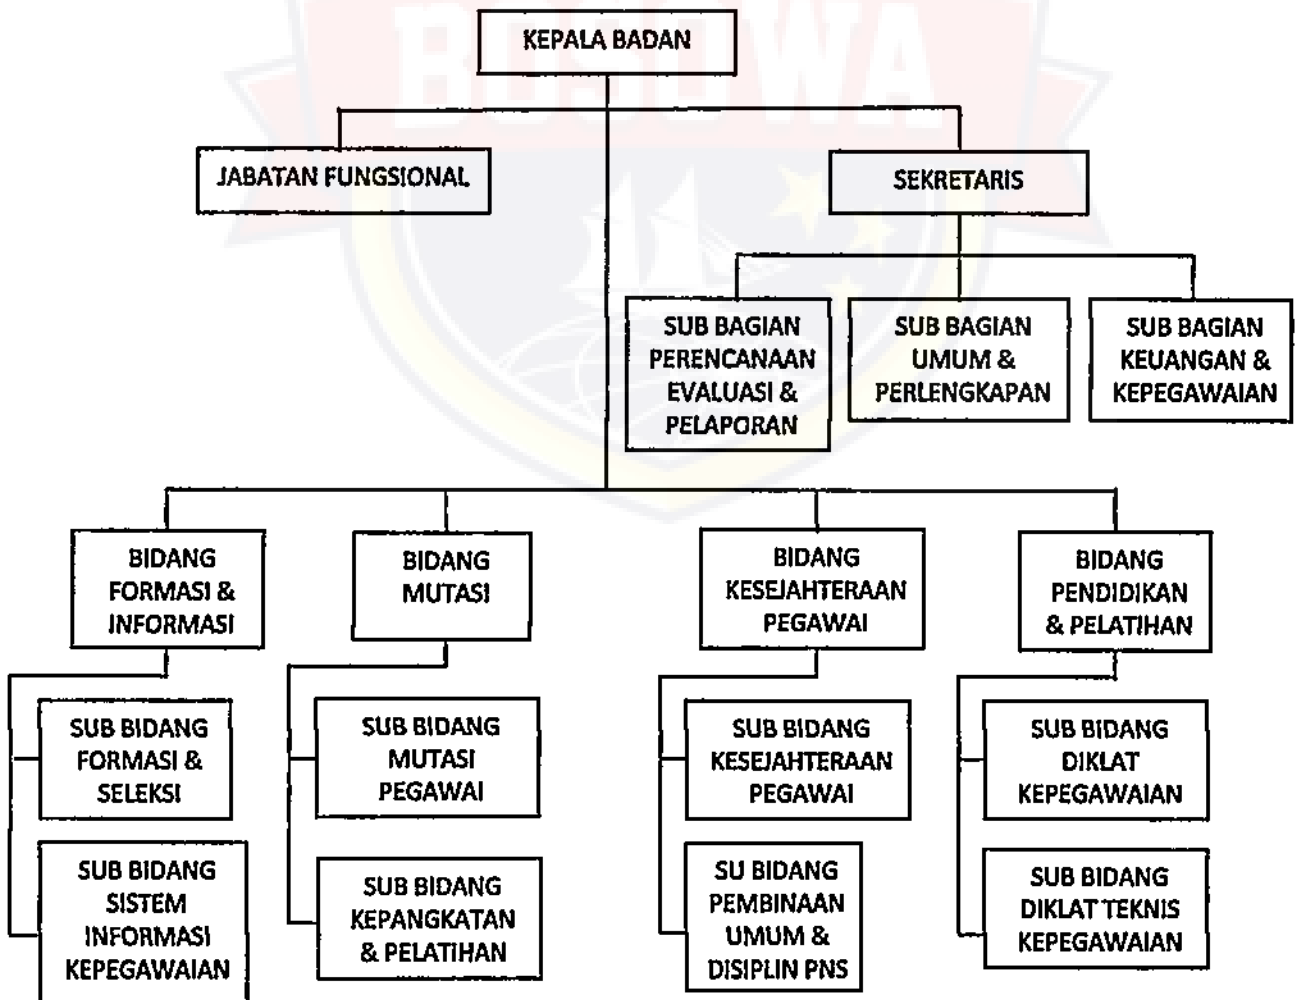 BOSOWA
KEPALA BADAN
JABATAN FUNGSIONAL
SEKRETARIS
SUB BAGIAN
PERENCANAAN
EVALUASI &
PELAPORAN
SUB BAGIAN
UMUM &
PERLENGKAPAN
SUB BAGIAN
KEUANGAN &
KEPEGAWAIAN
BIDANG
FORMASI &
INFORMASI
BIDANG
MUTASI
BIDANG
KESEJAHTERAAN
PEGAWAI
BIDANG
PENDIDIKAN
& PELATIHAN
SUB BIDANG
FORMASI &
SELEKSI
SUB BIDANG
MUTASI
PEGAWAI
SUB BIDANG
KESEJAHTERAAN
PEGAWAI
SUB BIDANG
DIKLAT
KEPEGAWAIAN
SUB BIDANG
SISTEM
INFORMASI
KEPEGAWAIAN
SUB BIDANG
KEPANGKATAN
& PELATIHAN
SU BIDANG
PEMBINAAN
UMUM &
DISIPLIN PNS
SUB BIDANG
DIKLAT TEKNIS
KEPEGAWAIAN